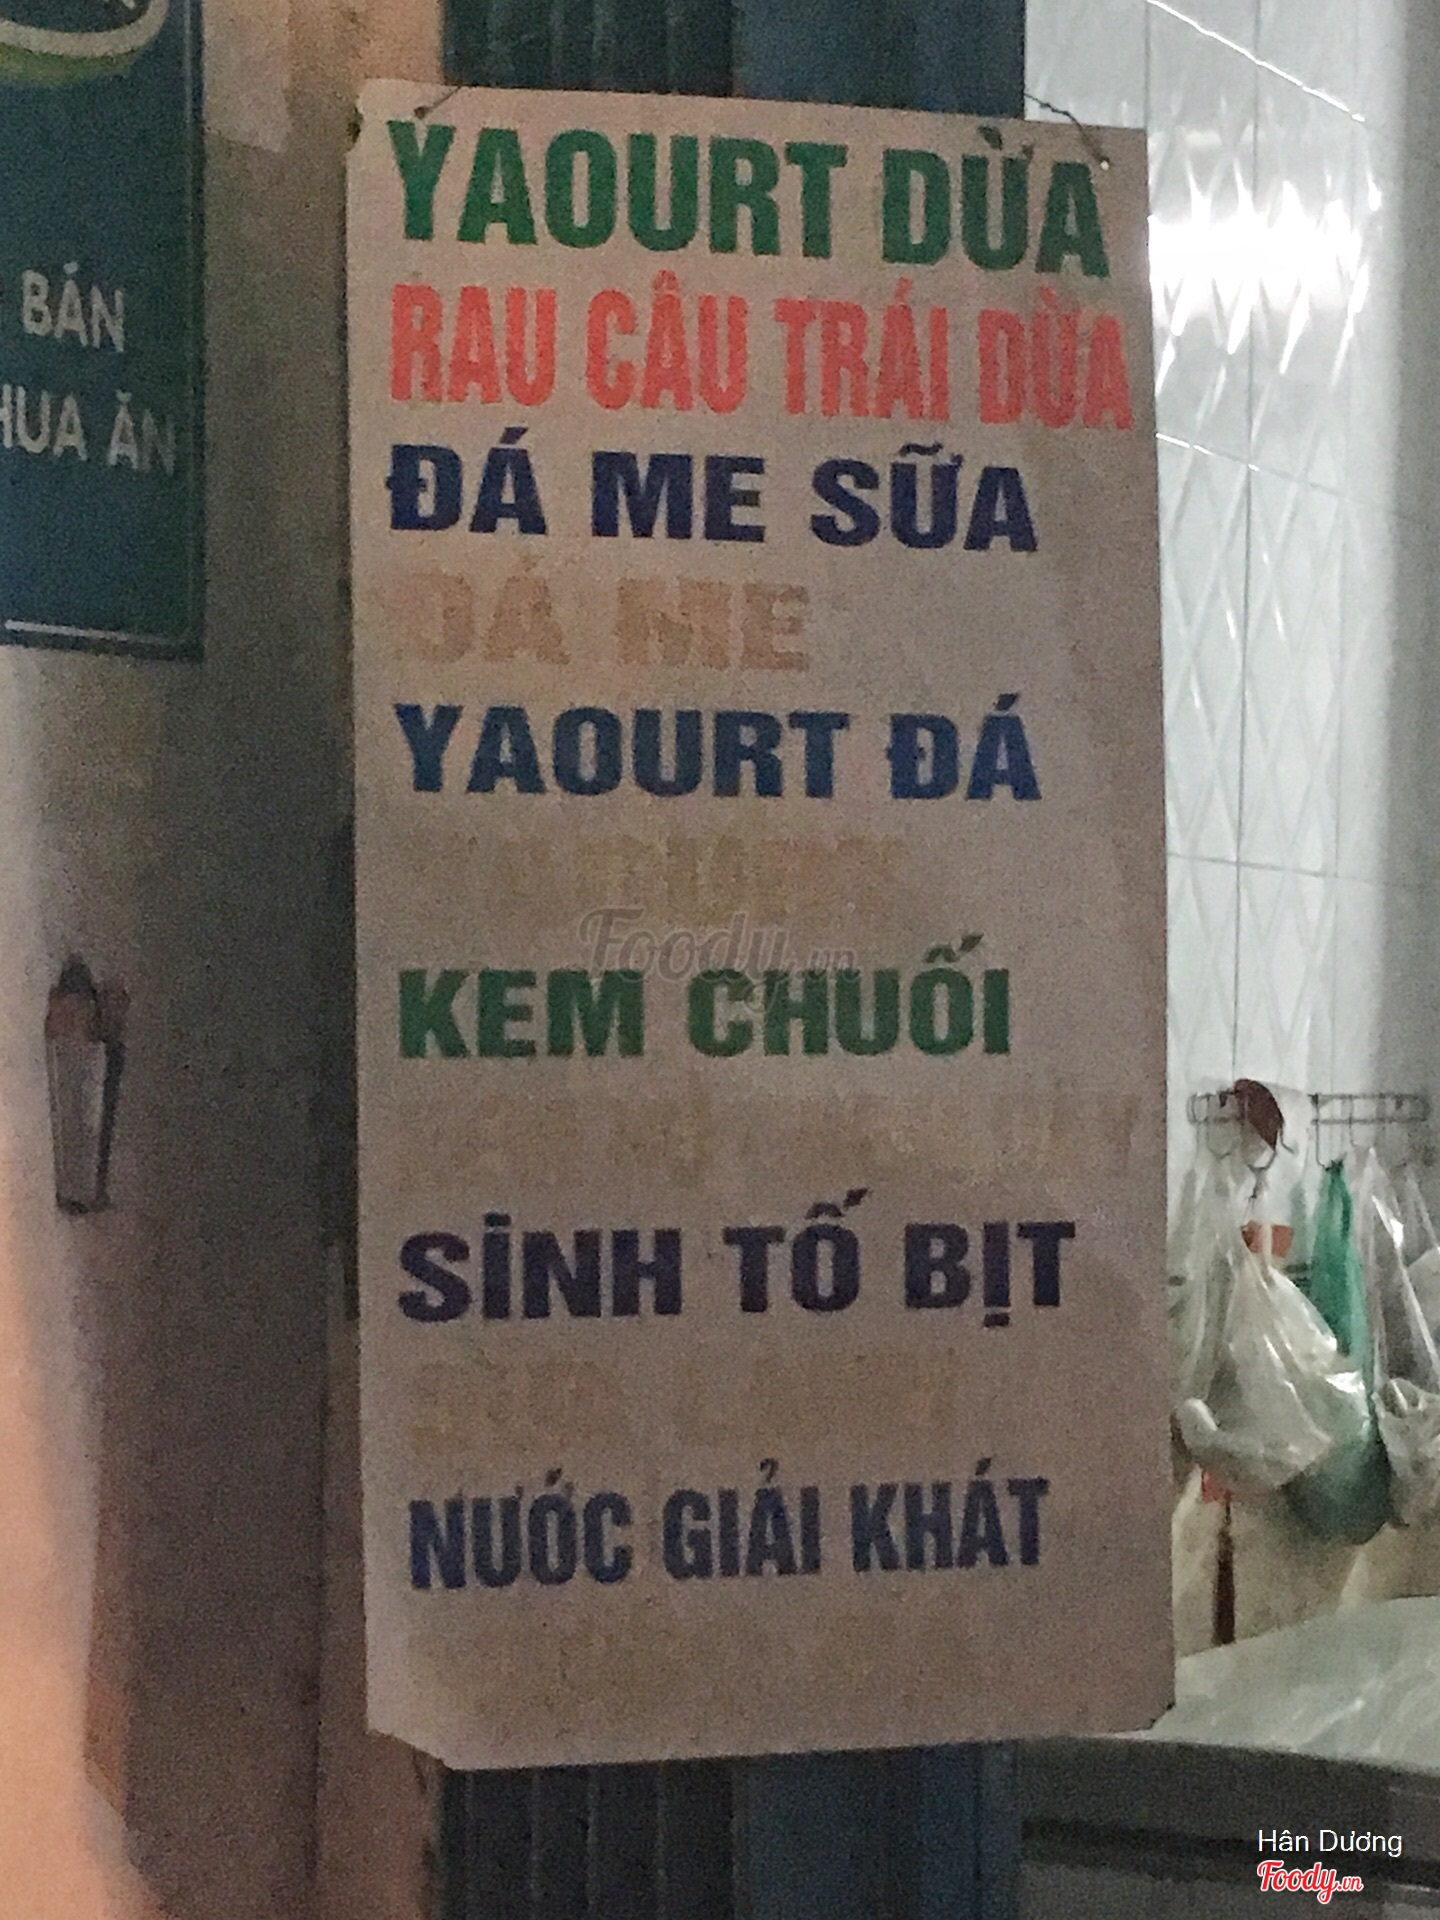 BÁN
HUA ĂN
YAOURT DỪA
RAU CÂU TRÁI DỪA
ĐÁ ME SỮA
ĐÁ ME
YAOURT ĐÁ
Foody.vn
KEM CHUỐI
SINH TỐ BỊT
NƯỚC GIẢI KHÁT
Hân Dương
Foody.vn